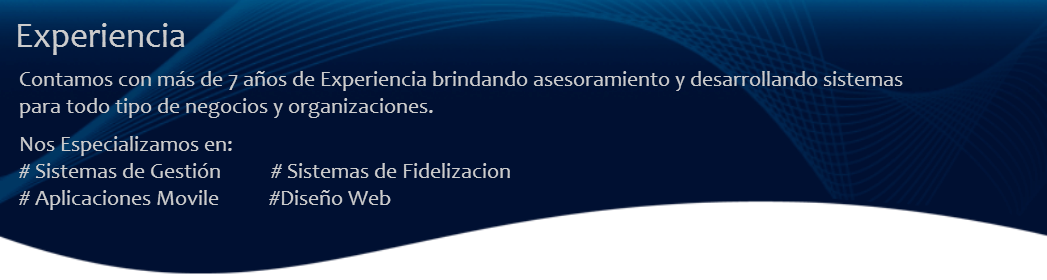 Experiencia
Contamos con más de 7 años de Experiencia brindando asesoramiento y desarrollando sistemas
para todo tipo de negocios y organizaciones.
Nos Especializamos en:
# Sistemas de Gestión # Sistemas de Fidelizacion
# Aplicaciones Movile #Diseño Web